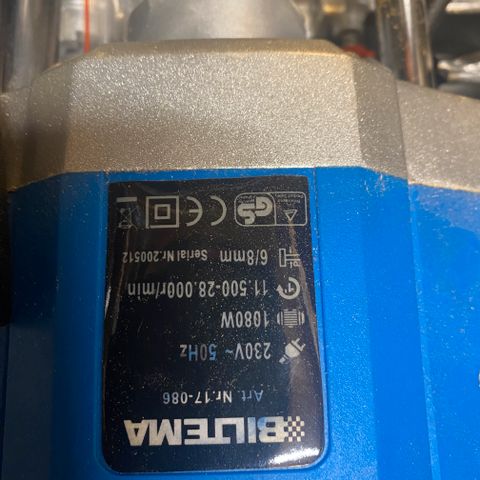 BILTEMA
Art. Nr.17-086
230V~ 50Hz
1080W
11.500-28.000r/min
6/8mm Serial Nr.200512
GS CE